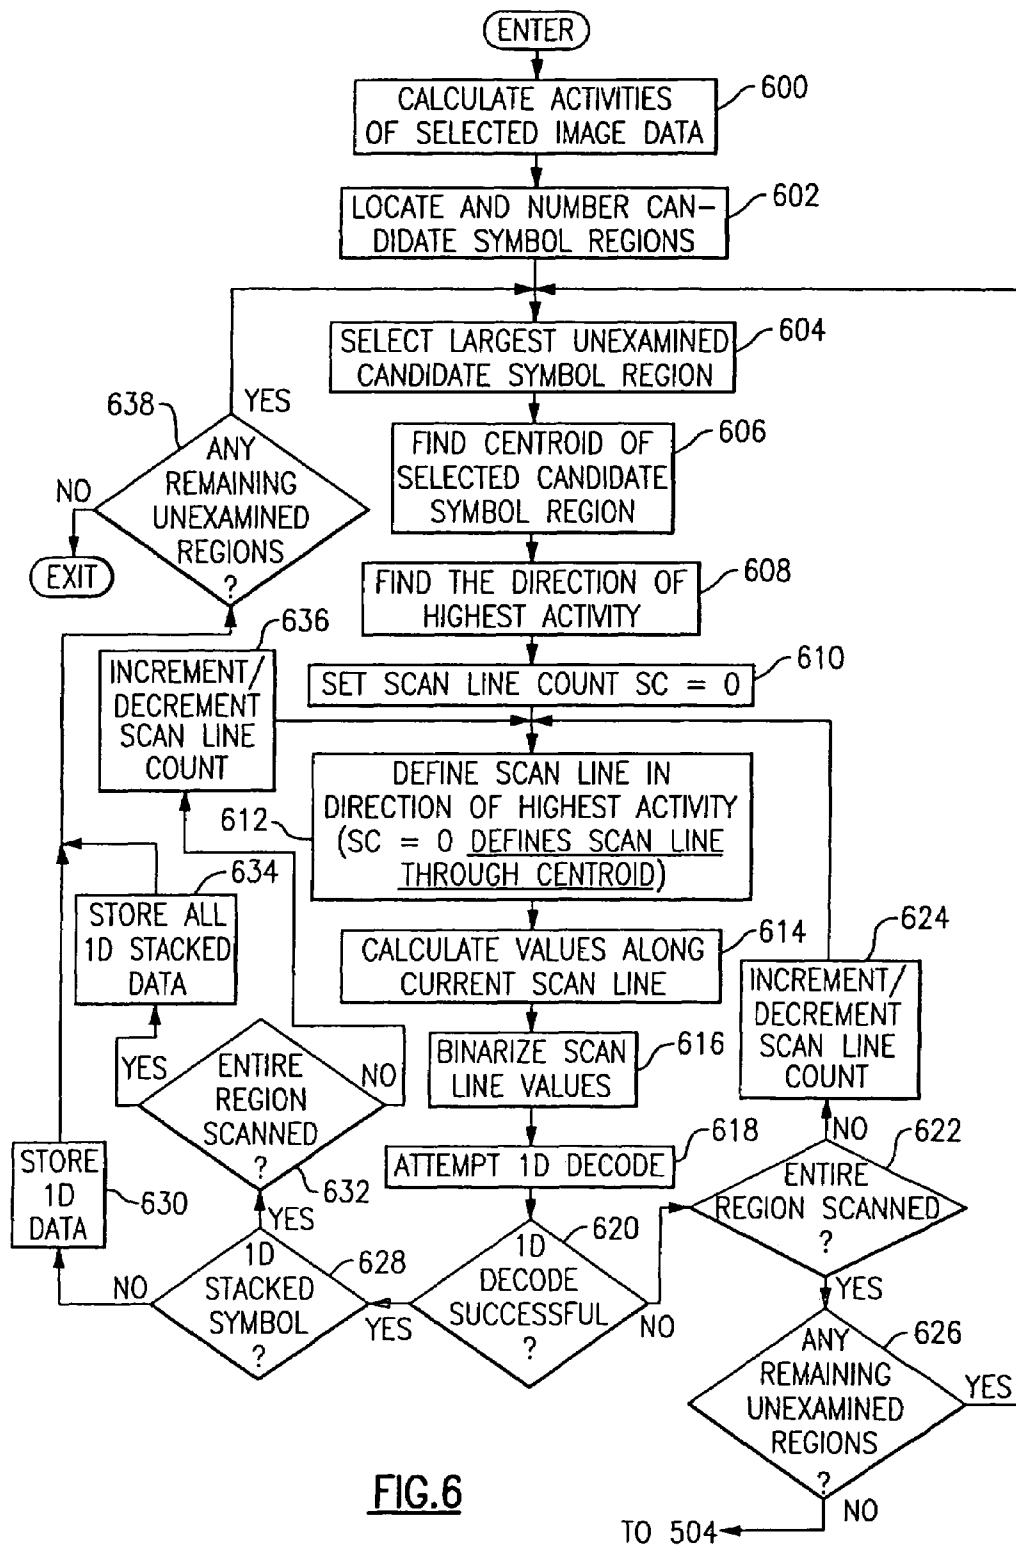 ENTER
CALCULATE ACTIVITIES
OF SELECTED IMAGE DATA
600
LOCATE AND NUMBER CAN-
DIDATE SYMBOL REGIONS
602
SELECT LARGEST UNEXAMINED
CANDIDATE SYMBOL REGION
604
638
YES
ANY
REMAINING
UNEXAMINED
REGIONS
?
NO
EXIT
FIND CENTROID OF
SELECTED CANDIDATE
SYMBOL REGION
606
FIND THE DIRECTION OF
HIGHEST ACTIVITY
608
636
INCREMENT/
DECREMENT
SCAN LINE
COUNT
SET SCAN LINE COUNT SC = 0
610
DEFINE SCAN LINE IN
DIRECTION OF HIGHEST ACTIVITY
(SC = 0 DEFINES SCAN LINE
THROUGH CENTROID)
612
634
STORE ALL
1D STACKED
DATA
CALCULATE VALUES ALONG
CURRENT SCAN LINE
614
624
INCREMENT/
DECREMENT
SCAN LINE
COUNT
YES
ENTIRE
REGION
SCANNED
?
NO
632
BINARIZE SCAN
LINE VALUES
616
ATTEMPT 1D DECODE
618
NO
622
ENTIRE
REGION SCANNED
?
YES
STORE
1D
DATA
630
YES
1D
STACKED
SYMBOL
?
628
NO
620
1D
DECODE
SUCCESSFUL
?
YES
NO
626
ANY
REMAINING
UNEXAMINED
REGIONS
?
YES
NO
TO 504
FIG.6